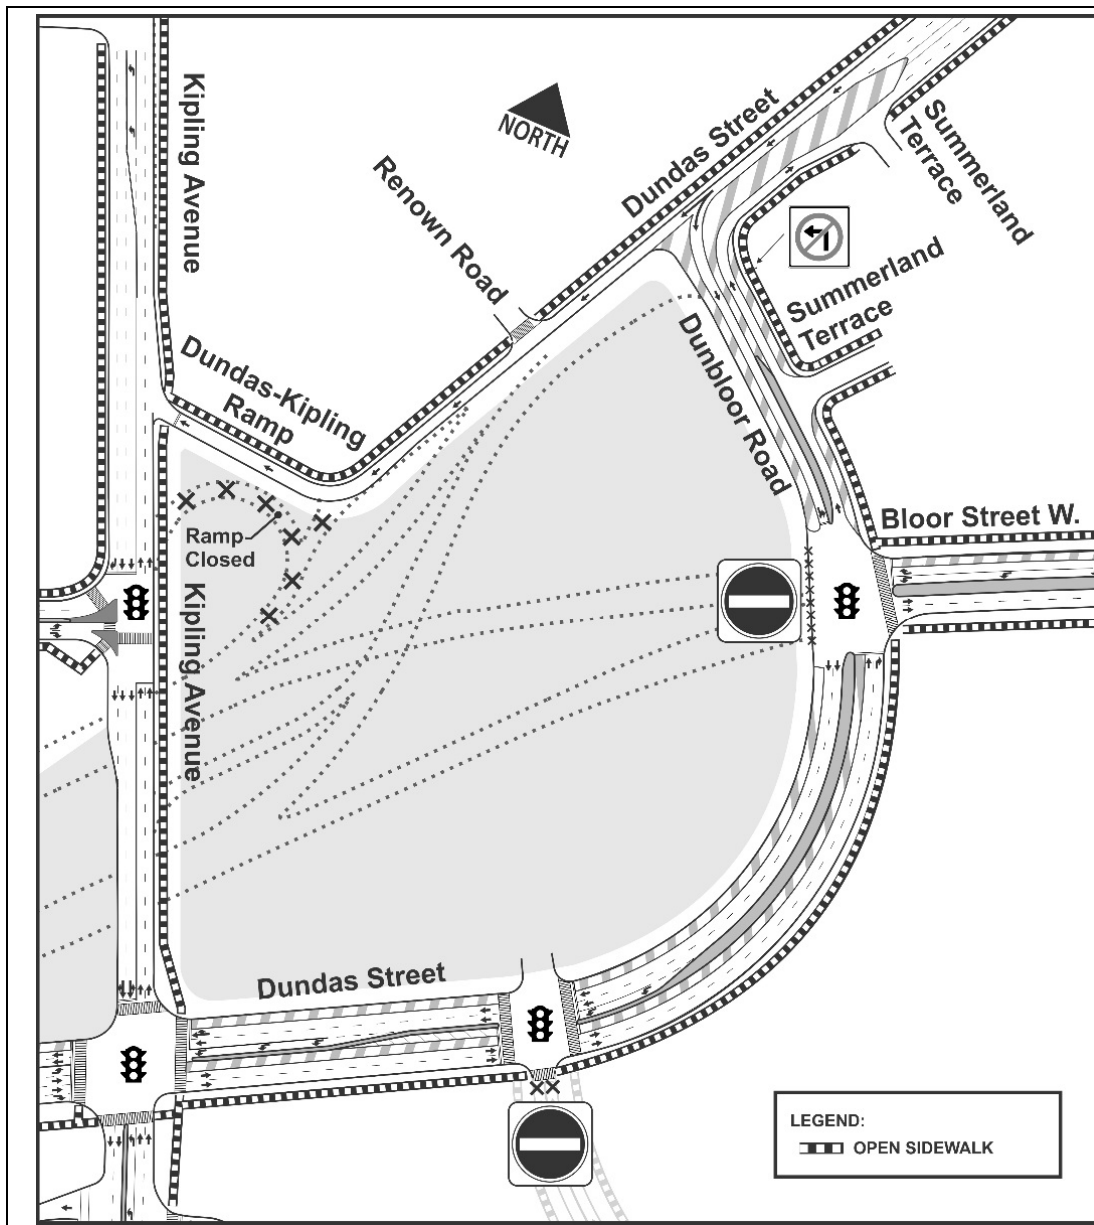 Kipling Avenue
NORTH
Dundas Street
Summerland
Terrace
Renown Road
Summerland
Terrace
Dundas-Kipling
Ramp
Dunbloor Road
Ramp
Closed
Bloor Street W.
Kipling Avenue
Dundas Street
LEGEND:
OPEN SIDEWALK